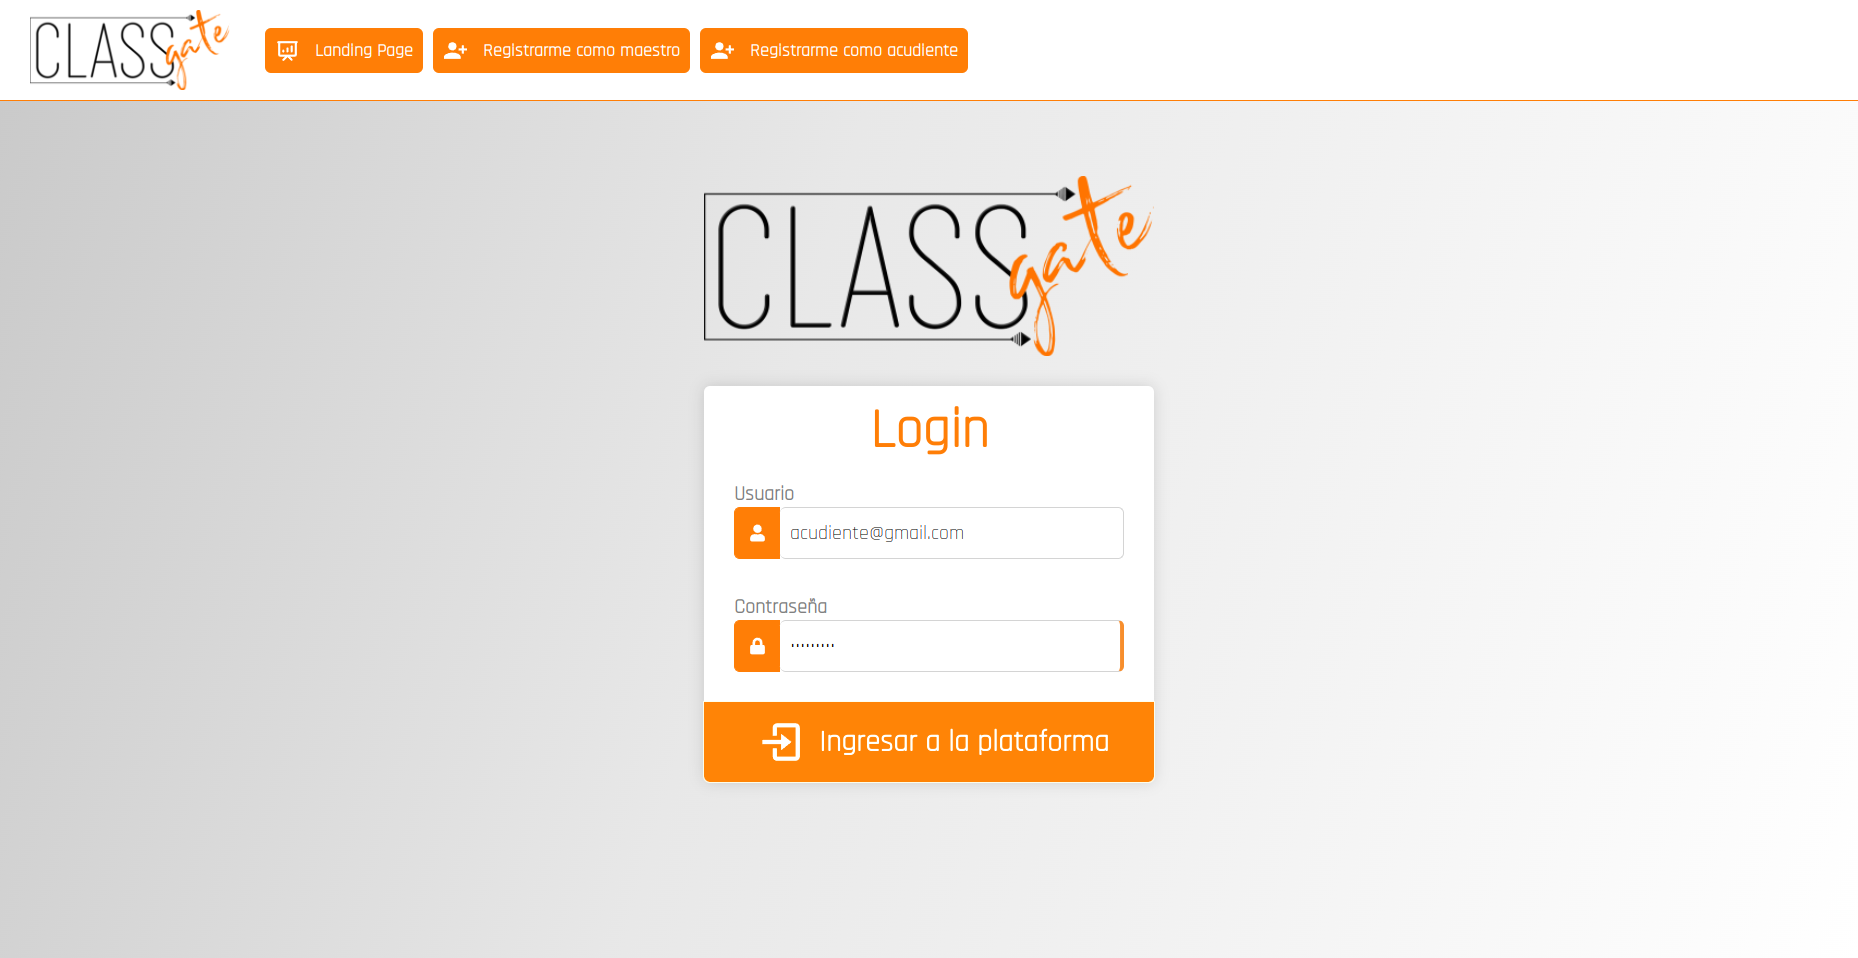 CLASSgate
Landing Page
Registrarme como maestro
Registrarme como acudiente
CLASSgate
Login
Usuario
acudiente@gmail.com
Contraseña
·········
Ingresar a la plataforma